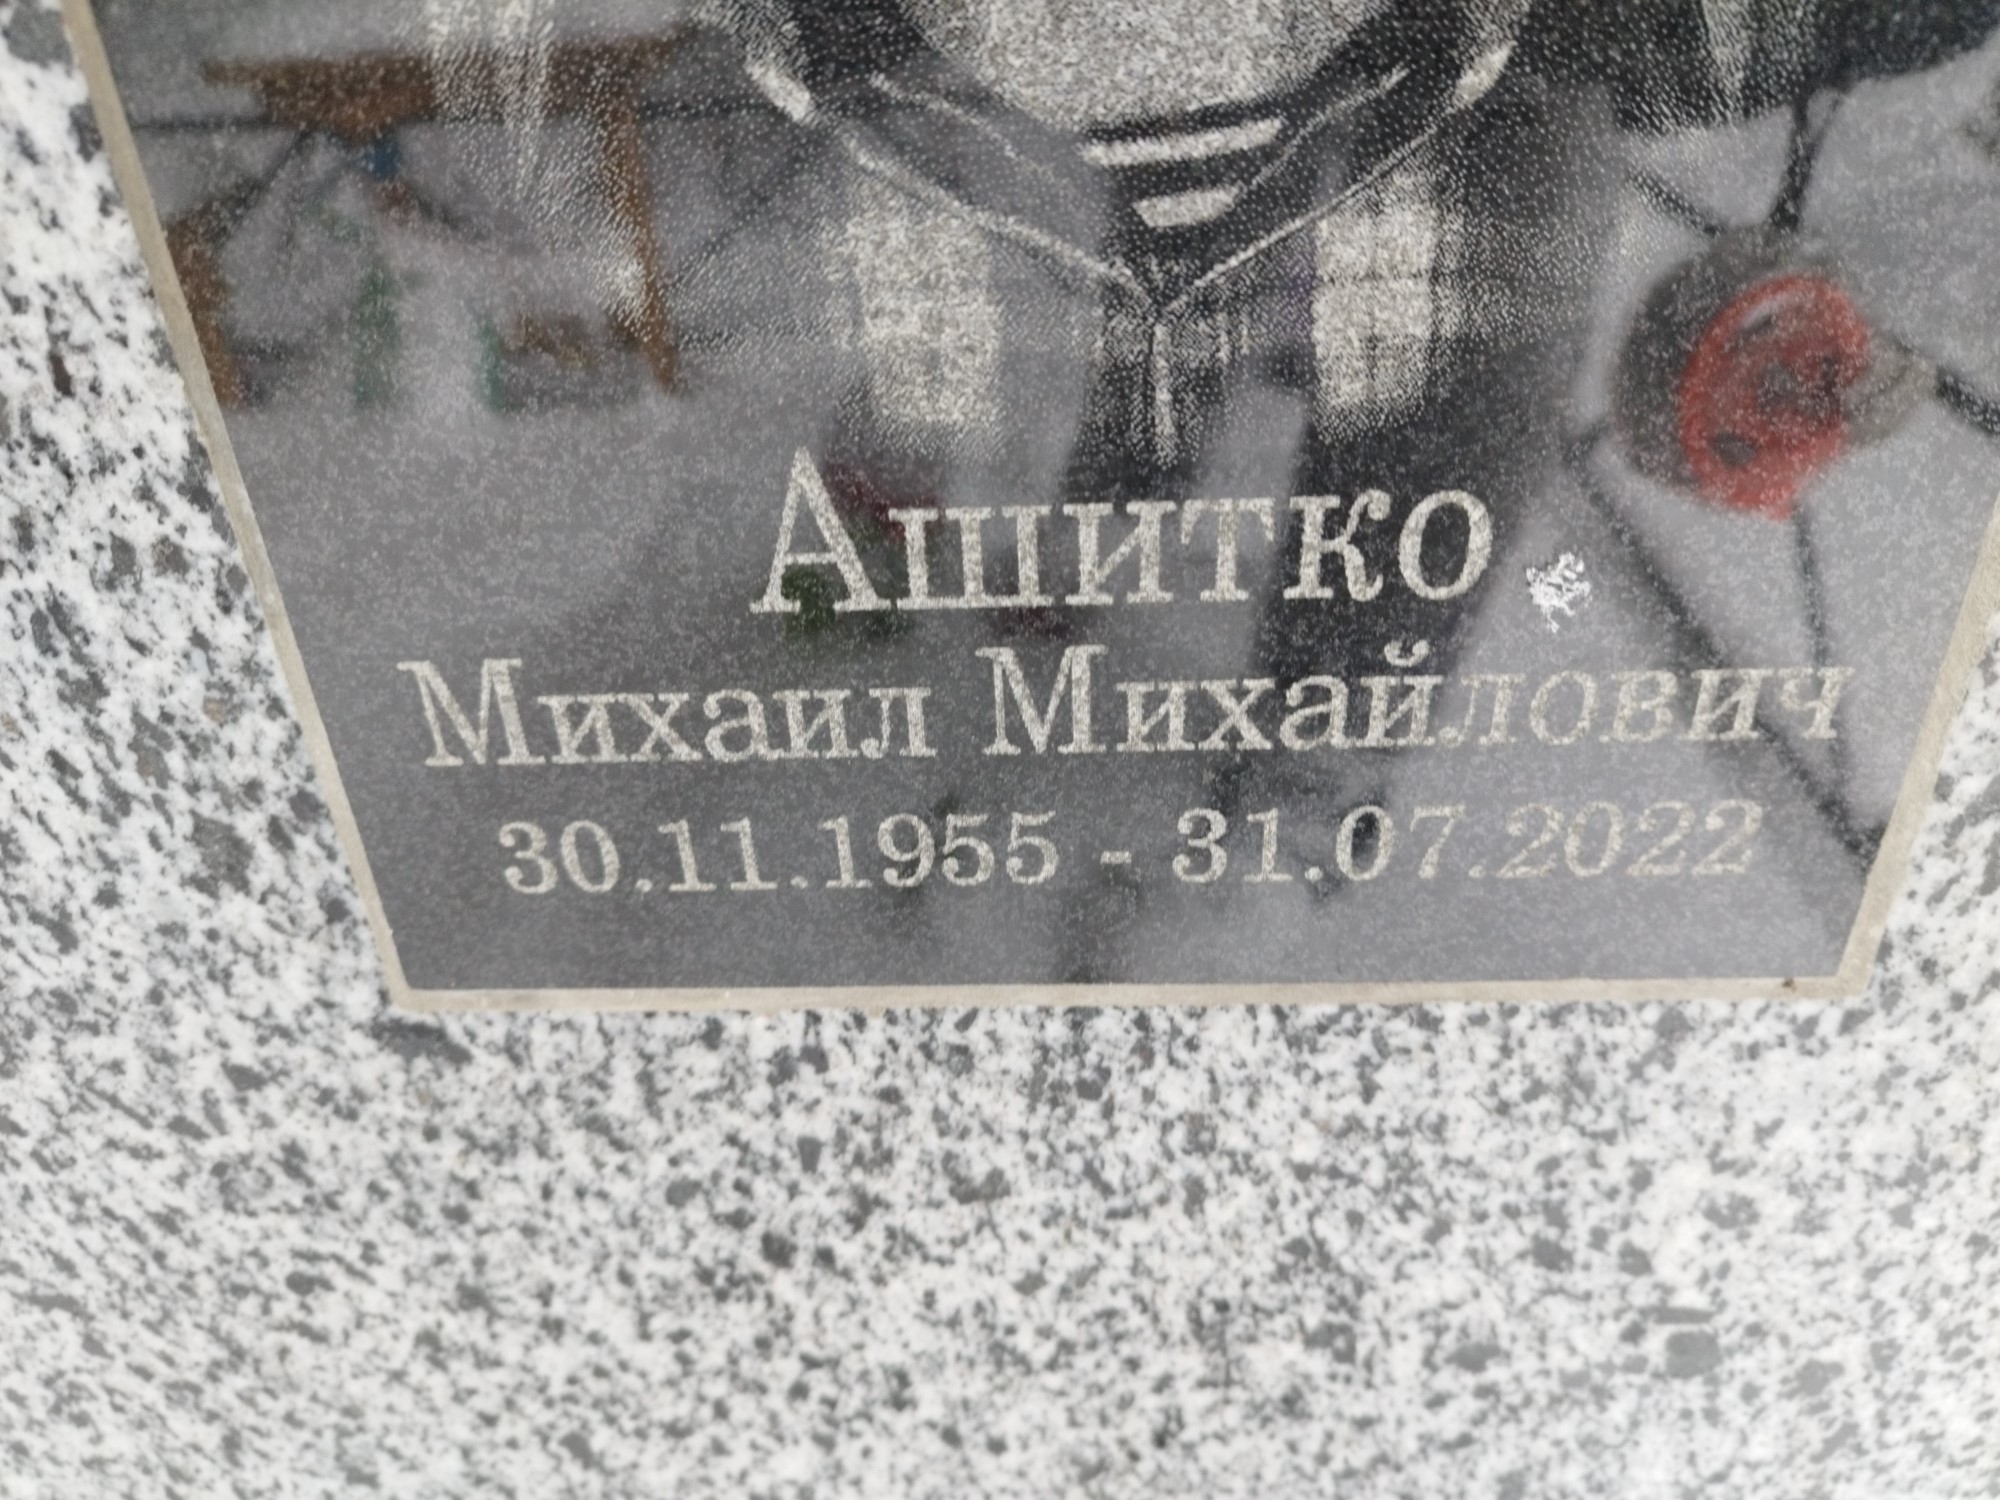 Ашитко
Михаил Михайлович
30.11.1955 - 31.07.2022